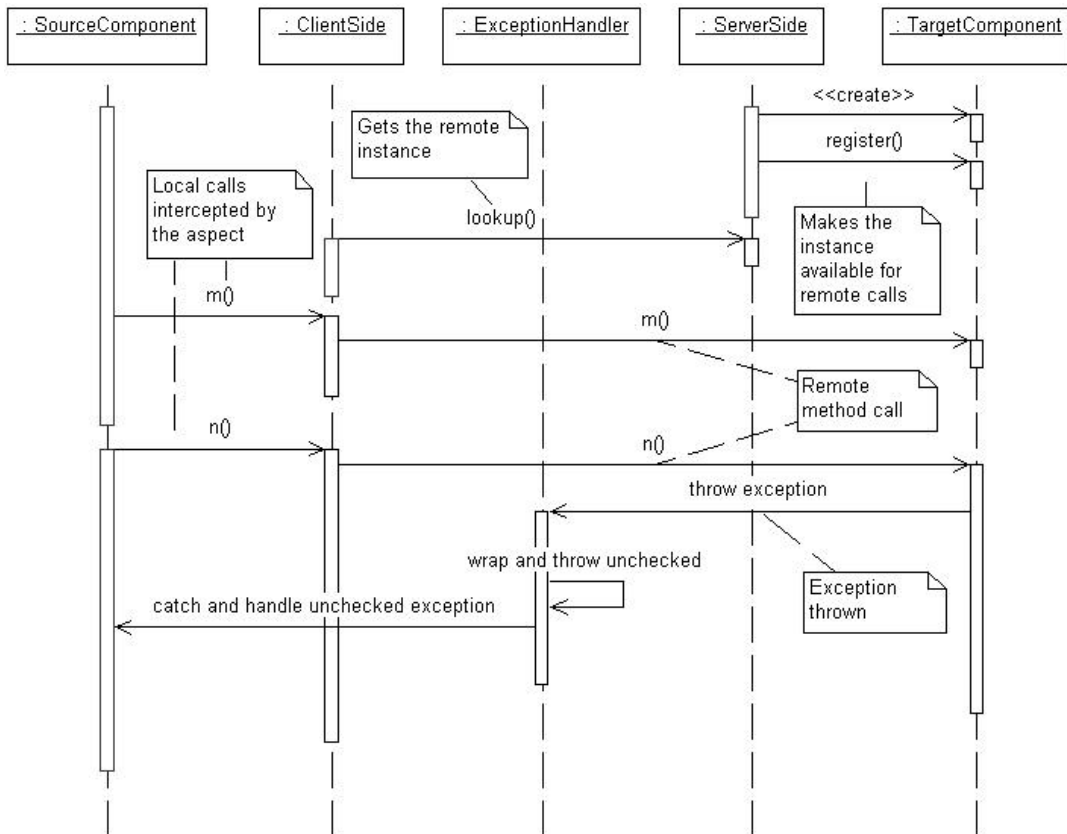 : SourceComponent
: ClientSide
: ExceptionHandler
: ServerSide
: TargetComponent
<<create>>
Gets the remote
instance
register()
Local calls
intercepted by
the aspect
lookup()
Makes the
instance
available for
remote calls
m()
m()
Remote
method call
n()
n()
throw exception
wrap and throw unchecked
Exception
thrown
catch and handle unchecked exception